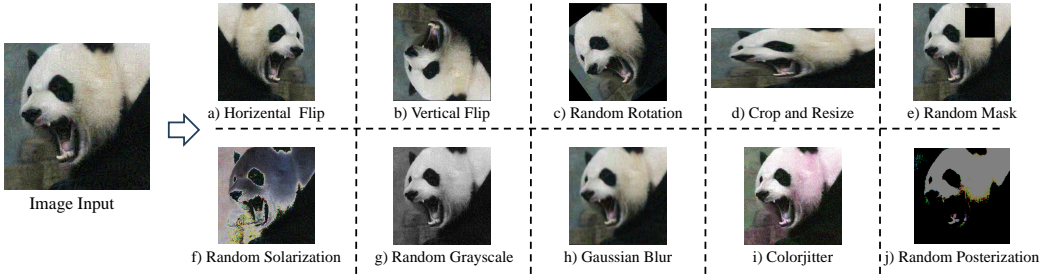 Image Input
a) Horizental Flip
b) Vertical Flip
c) Random Rotation
d) Crop and Resize
e) Random Mask
f) Random Solarization
g) Random Grayscale
h) Gaussian Blur
i) Colorjitter
j) Random Posterization